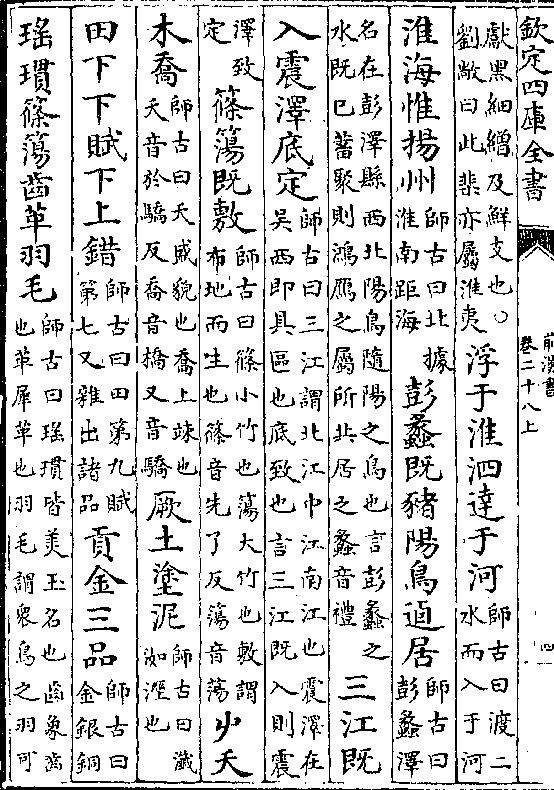 欽定四庫全書
前漢書
卷二十八上
四
獻黑細繒及鮮支也○劉敞曰此棐亦屬淮夷浮于淮泗達于河師古曰渡二水而入于河
淮海惟揚州師古曰北據淮南距海彭蠡既豬陽鳥逌居師古曰彭蠡澤
名在彭澤縣西北陽鳥隨陽之鳥也言彭蠡之水既已蓄聚則鴻鴈之屬所共居之蠡音禮三江既
入震澤厎定師古曰三江謂北江中江南江也震澤在吳西即具區也厎致也言三江既入則震
澤致定篠簜既敷師古曰篠小竹也簜大竹也敷謂布地而生也篠音先了反簜音蕩屮夭
木喬師古曰夭盛貌也喬上竦也夭音於驕反喬音橋又音驕厥土塗泥師古曰瀸洳溼也
田下下賦下上錯師古曰田第九賦第七又雜出諸品貢金三品師古曰金銀銅
瑤瑻篠簜齒革羽毛師古曰瑤瑻皆美玉名也齒象齒也革犀革也羽毛謂衆鳥之羽可